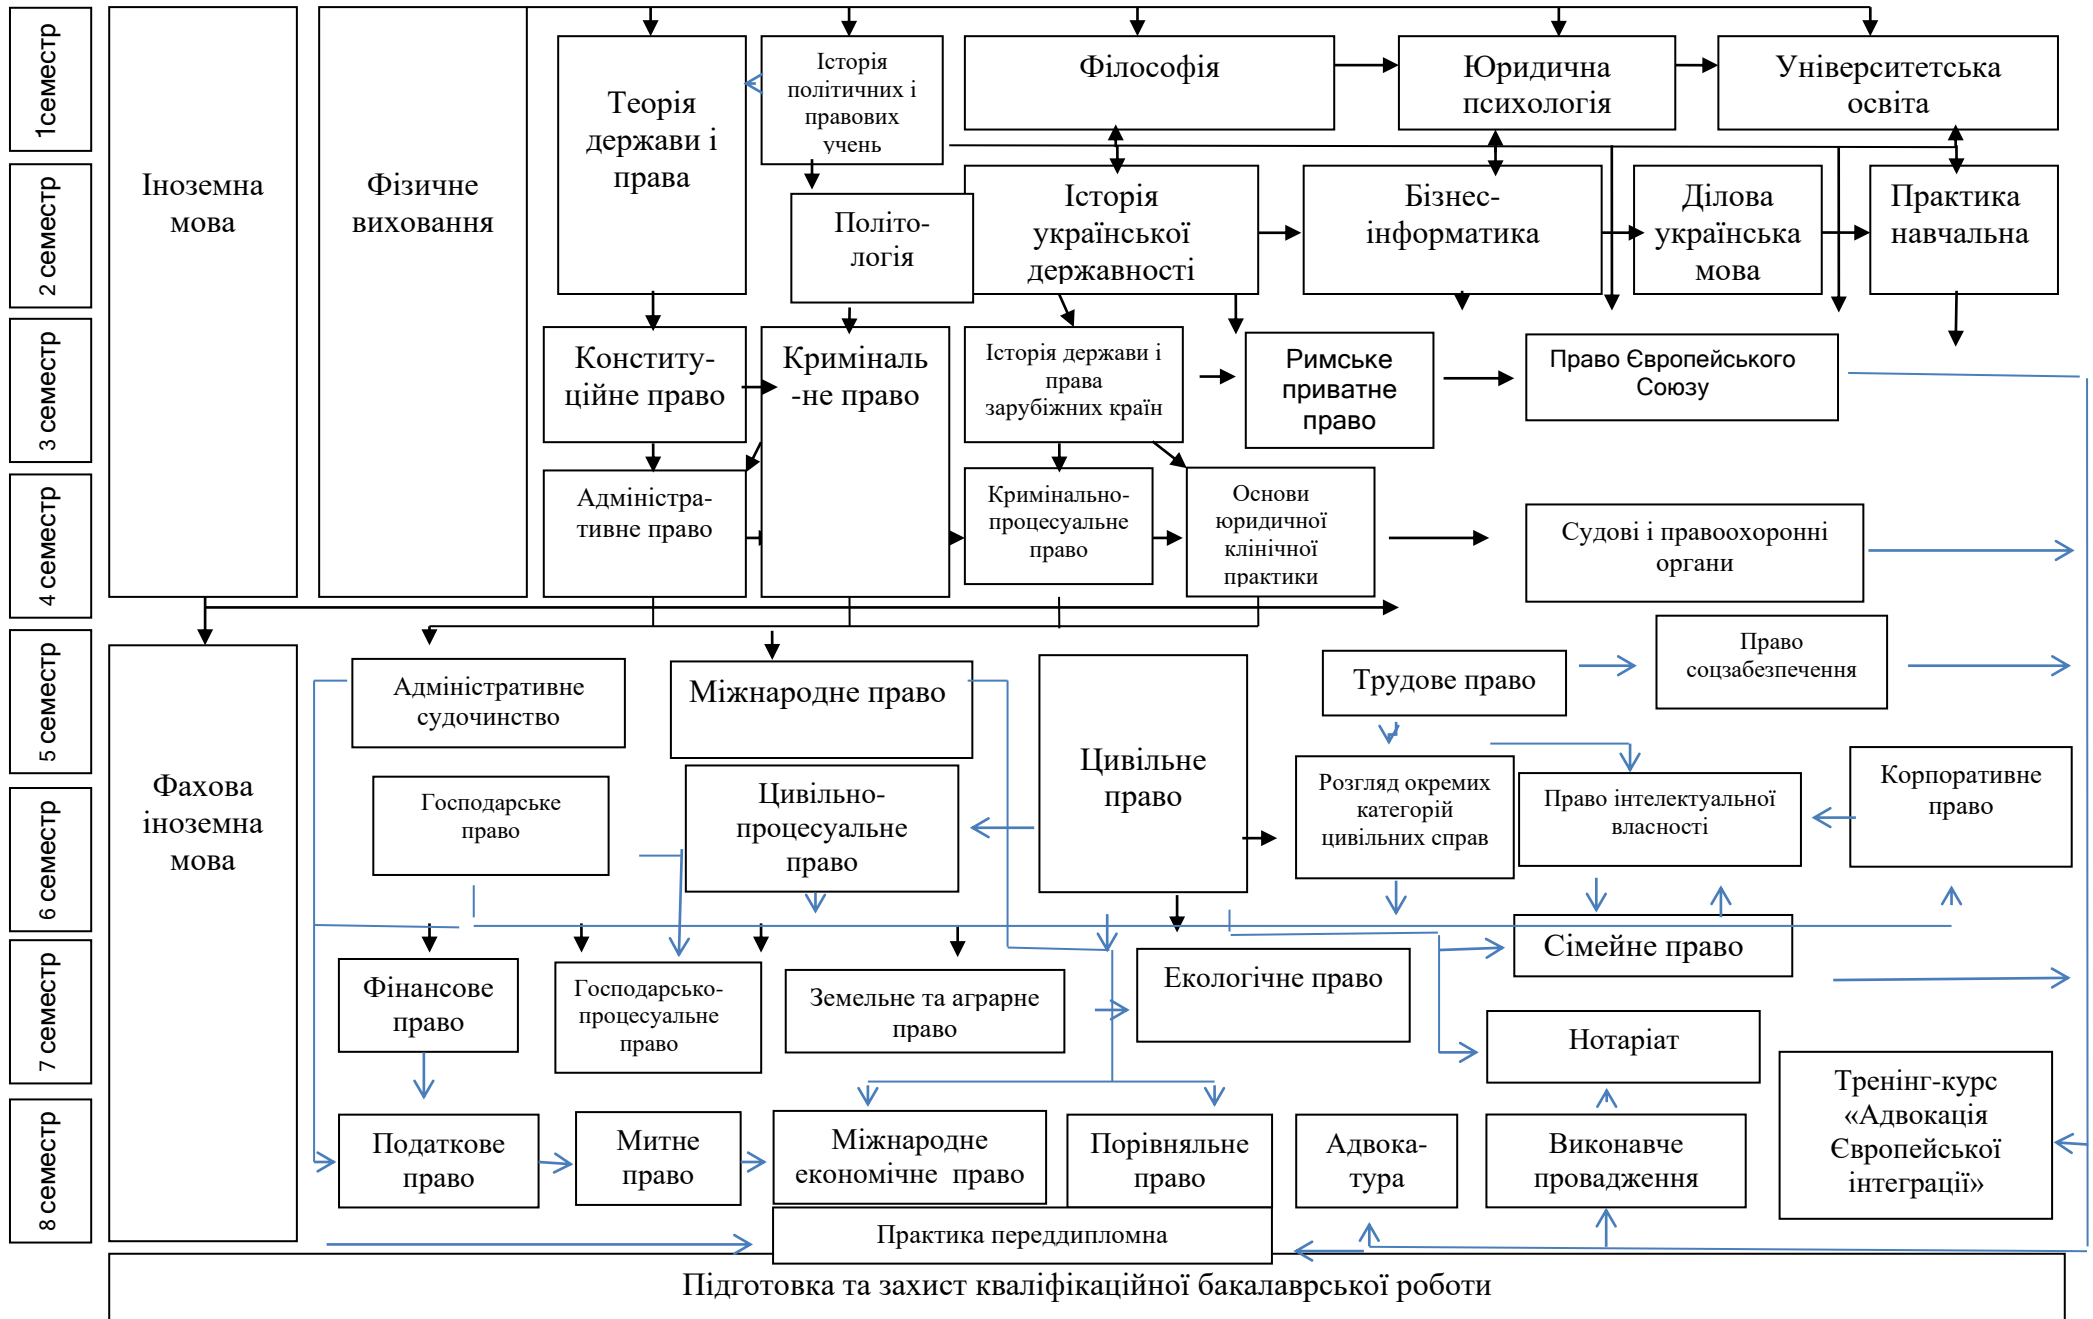 1семестр
2 семестр
3 семестр
4 семестр
5 семестр
6 семестр
7 семестр
8 семестр
Іноземна
мова
Фізичне
виховання
Теорія
держави і
права
Історія
політичних і
правових
учень
Філософія
Юридична
психологія
Університетська
освіта
Політо-
логія
Історія
української
державності
Бізнес-
інформатика
Ділова
українська
мова
Практика
навчальна
Конститу-
ційне право
Криміналь
-не право
Історія держави і
права
зарубіжних країн
Римське
приватне
право
Право Європейського
Союзу
Адміністра-
тивне право
Кримінально-
процесуальне
право
Основи
юридичної
клінічної
практики
Судові і правоохоронні
органи
Фахова
іноземна
мова
Адміністративне
судочинство
Міжнародне право
Цивільне
право
Трудове право
Право
соцзабезпечення
Господарське
право
Цивільно-
процесуальне
право
Розгляд окремих
категорій
цивільних справ
Право інтелектуальної
власності
Корпоративне
право
Фінансове
право
Господарсько-
процесуальне
право
Земельне та аграрне
право
Екологічне право
Сімейне право
Нотаріат
Тренінг-курс
«Адвокація
Європейської
інтеграції»
Податкове
право
Митне
право
Міжнародне
економічне право
Порівняльне
право
Адвока-
тура
Виконавче
провадження
Практика переддипломна
Підготовка та захист кваліфікаційної бакалаврської роботи